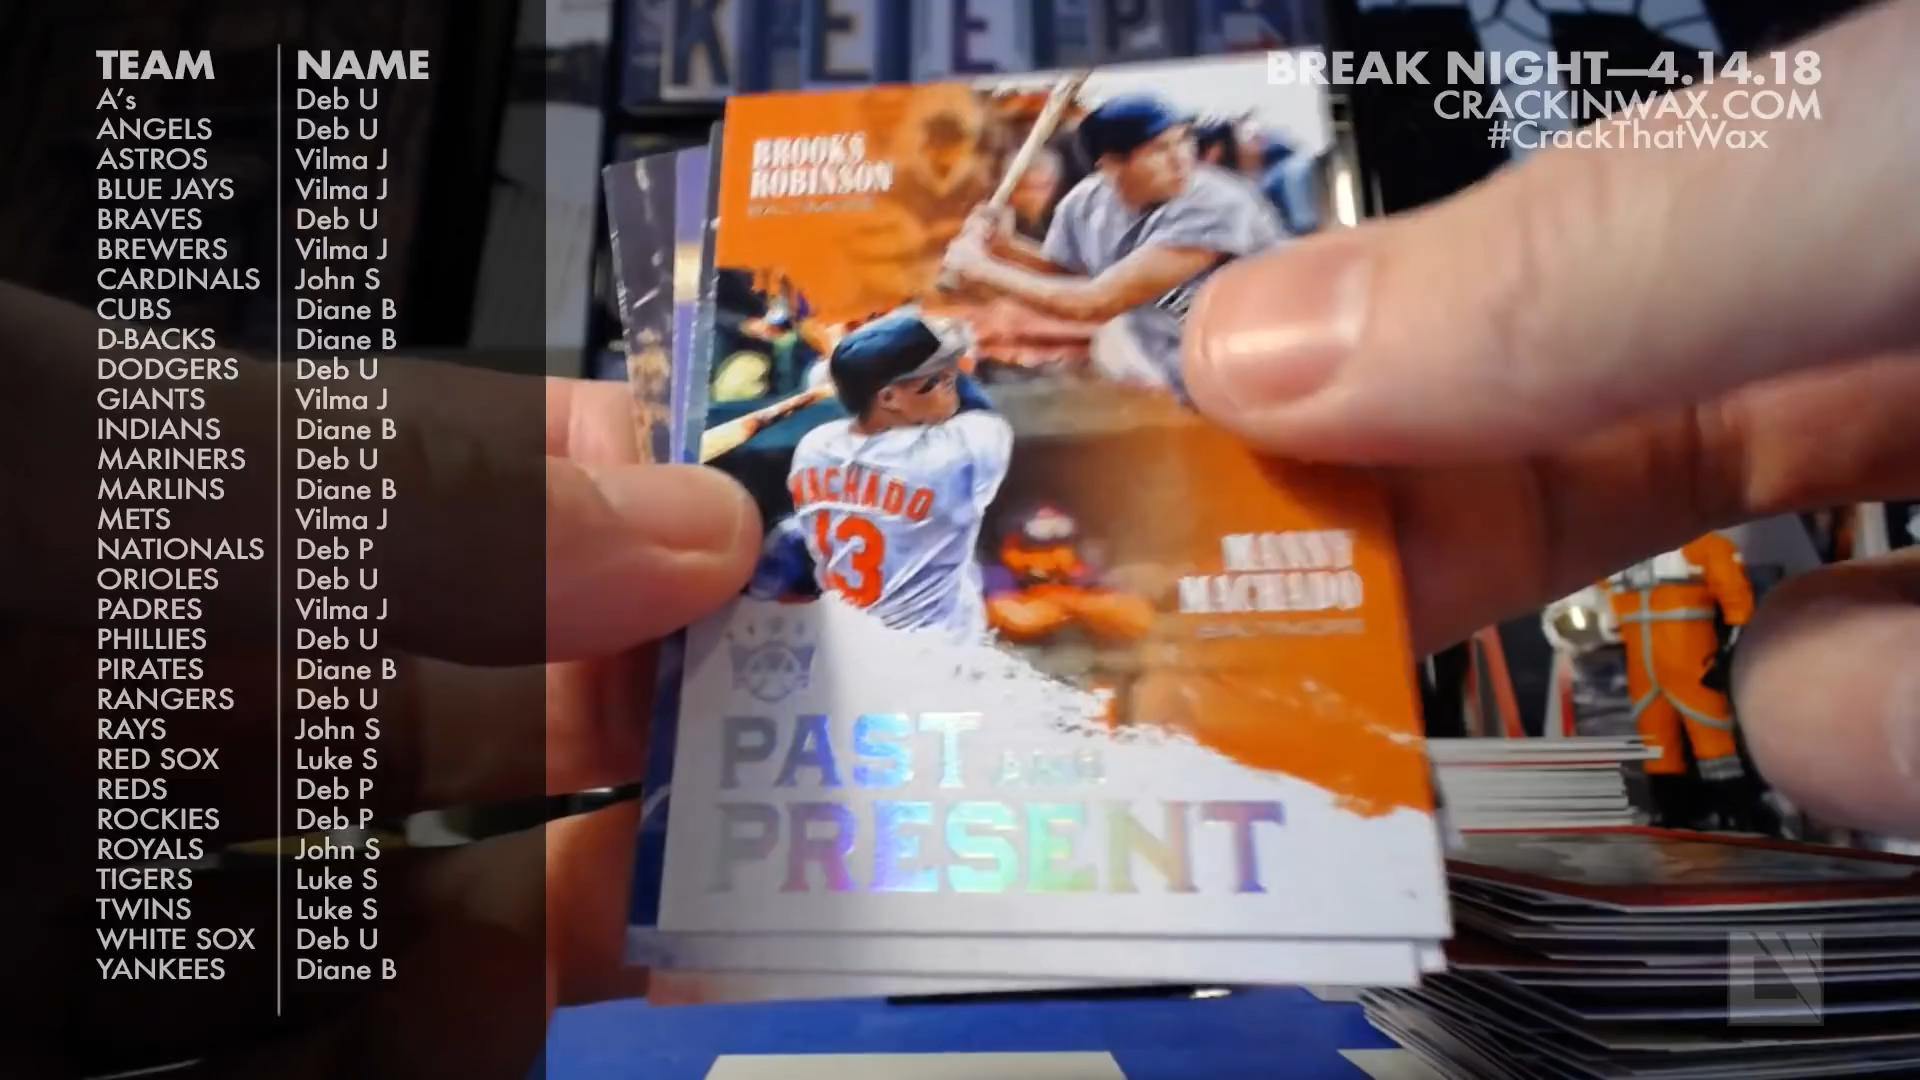 TEAM NAME
A's Deb U
ANGELS Deb U
ASTROS Vilma J
BLUE JAYS Vilma J
BRAVES Deb U
BREWERS Vilma J
CARDINALS John S
CUBS Diane B
D-BACKS Diane B
DODGERS Deb U
GIANTS Vilma J
INDIANS Diane B
MARINERS Deb U
MARLINS Diane B
METS Vilma J
NATIONALS Deb P
ORIOLES Deb U
PADRES Vilma J
PHILLIES Deb U
PIRATES Diane B
RANGERS Deb U
RAYS John S
RED SOX Luke S
REDS Deb P
ROCKIES Deb P
ROYALS John S
TIGERS Luke S
TWINS Luke S
WHITE SOX Deb U
YANKEES Diane B
BREAK NIGHT—4.14.18
CRACKINWAX.COM
#CrackThatWax
KEEP
BROOKS
ROBINSON
BALTIMORE
MACHADO
13
MANNY
MACHADO
BALTIMORE
PAST AND
PRESENT